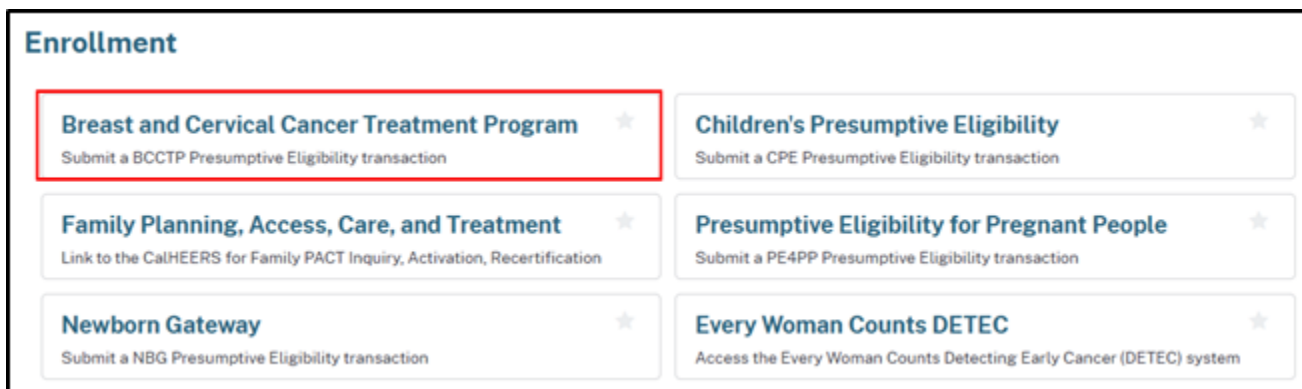 Enrollment
Breast and Cervical Cancer Treatment Program
Submit a BCCTP Presumptive Eligibility transaction
Children's Presumptive Eligibility
Submit a CPE Presumptive Eligibility transaction
Family Planning, Access, Care, and Treatment
Link to the CalHEERS for Family PACT Inquiry, Activation, Recertification
Presumptive Eligibility for Pregnant People
Submit a PE4PP Presumptive Eligibility transaction
Newborn Gateway
Submit a NBG Presumptive Eligibility transaction
Every Woman Counts DETEC
Access the Every Woman Counts Detecting Early Cancer (DETEC) system